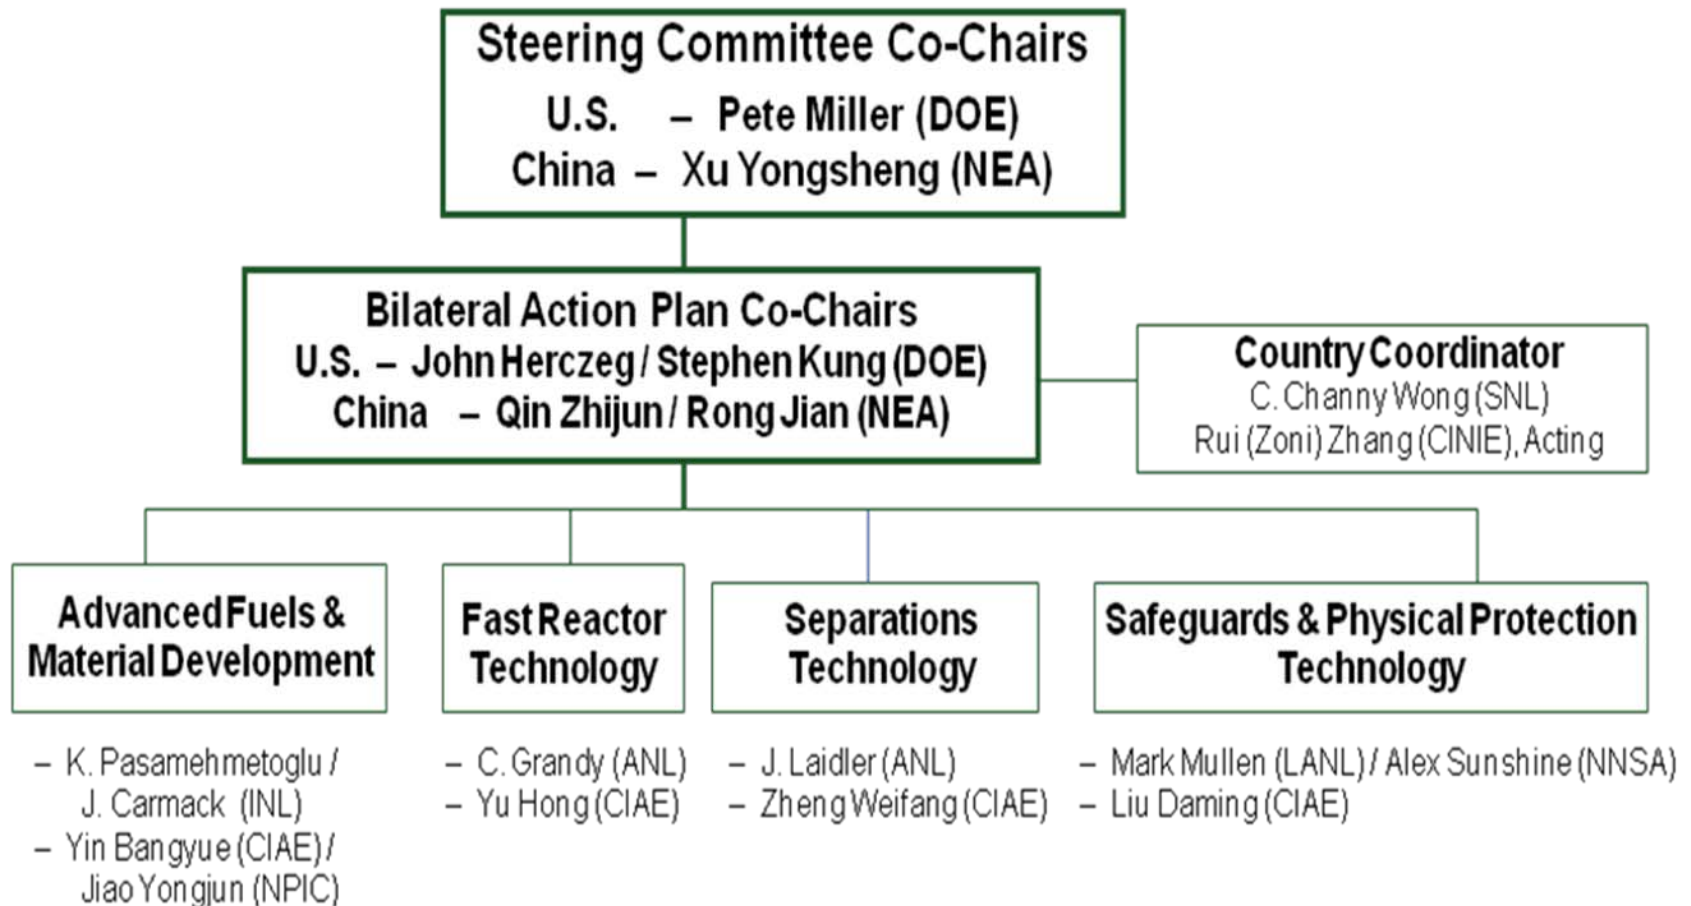 Steering Committee Co-Chairs
U.S. – Pete Miller (DOE)
China – Xu Yongsheng (NEA)
Bilateral Action Plan Co-Chairs
U.S. – John Herczeg / Stephen Kung (DOE)
China – Qin Zhijun / Rong Jian (NEA)
Country Coordinator
C. Channy Wong (SNL)
Rui (Zoni) Zhang (CINIE), Acting
Advanced Fuels &
Material Development
– K. Pasamehmetoglu /
J. Carmack (INL)
– Yin Bangyue (CIAE) /
Jiao Yongjun (NPIC)
Fast Reactor
Technology
– C. Grandy (ANL)
– Yu Hong (CIAE)
Separations
Technology
– J. Laidler (ANL)
– Zheng Weifang (CIAE)
Safeguards & Physical Protection
Technology
– Mark Mullen (LANL) / Alex Sunshine (NNSA)
– Liu Daming (CIAE)